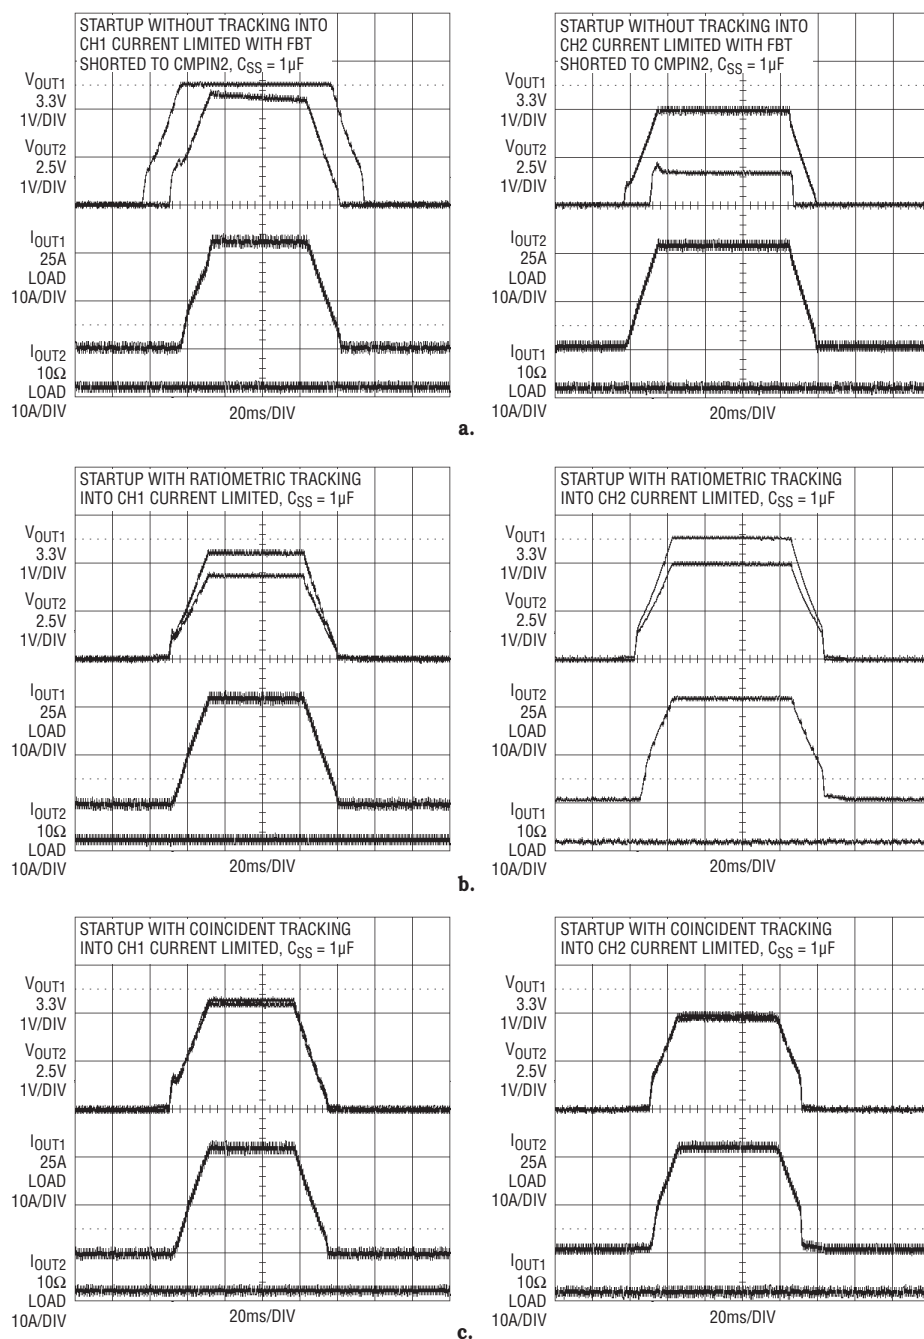 STARTUP WITHOUT TRACKING INTO
CH1 CURRENT LIMITED WITH FBT
SHORTED TO CMPIN2, CSS = 1µF
VOUT1
3.3V
1V/DIV
VOUT2
2.5V
1V/DIV
IOUT1
25A
LOAD
10A/DIV
IOUT2
10Ω
LOAD
10A/DIV
20ms/DIV
STARTUP WITHOUT TRACKING INTO
CH2 CURRENT LIMITED WITH FBT
SHORTED TO CMPIN2, CSS = 1µF
VOUT1
3.3V
1V/DIV
VOUT2
2.5V
1V/DIV
IOUT2
25A
LOAD
10A/DIV
IOUT1
10Ω
LOAD
10A/DIV
20ms/DIV
a.
STARTUP WITH RATIOMETRIC TRACKING
INTO CH1 CURRENT LIMITED, CSS = 1µF
VOUT1
3.3V
1V/DIV
VOUT2
2.5V
1V/DIV
IOUT1
25A
LOAD
10A/DIV
IOUT2
10Ω
LOAD
10A/DIV
20ms/DIV
STARTUP WITH RATIOMETRIC TRACKING
INTO CH2 CURRENT LIMITED, CSS = 1µF
VOUT1
3.3V
1V/DIV
VOUT2
2.5V
1V/DIV
IOUT2
25A
LOAD
10A/DIV
IOUT1
10Ω
LOAD
10A/DIV
20ms/DIV
b.
STARTUP WITH COINCIDENT TRACKING
INTO CH1 CURRENT LIMITED, CSS = 1µF
VOUT1
3.3V
1V/DIV
VOUT2
2.5V
1V/DIV
IOUT1
25A
LOAD
10A/DIV
IOUT2
10Ω
LOAD
10A/DIV
20ms/DIV
STARTUP WITH COINCIDENT TRACKING
INTO CH2 CURRENT LIMITED, CSS = 1µF
VOUT1
3.3V
1V/DIV
VOUT2
2.5V
1V/DIV
IOUT2
25A
LOAD
10A/DIV
IOUT1
10Ω
LOAD
10A/DIV
20ms/DIV
c.